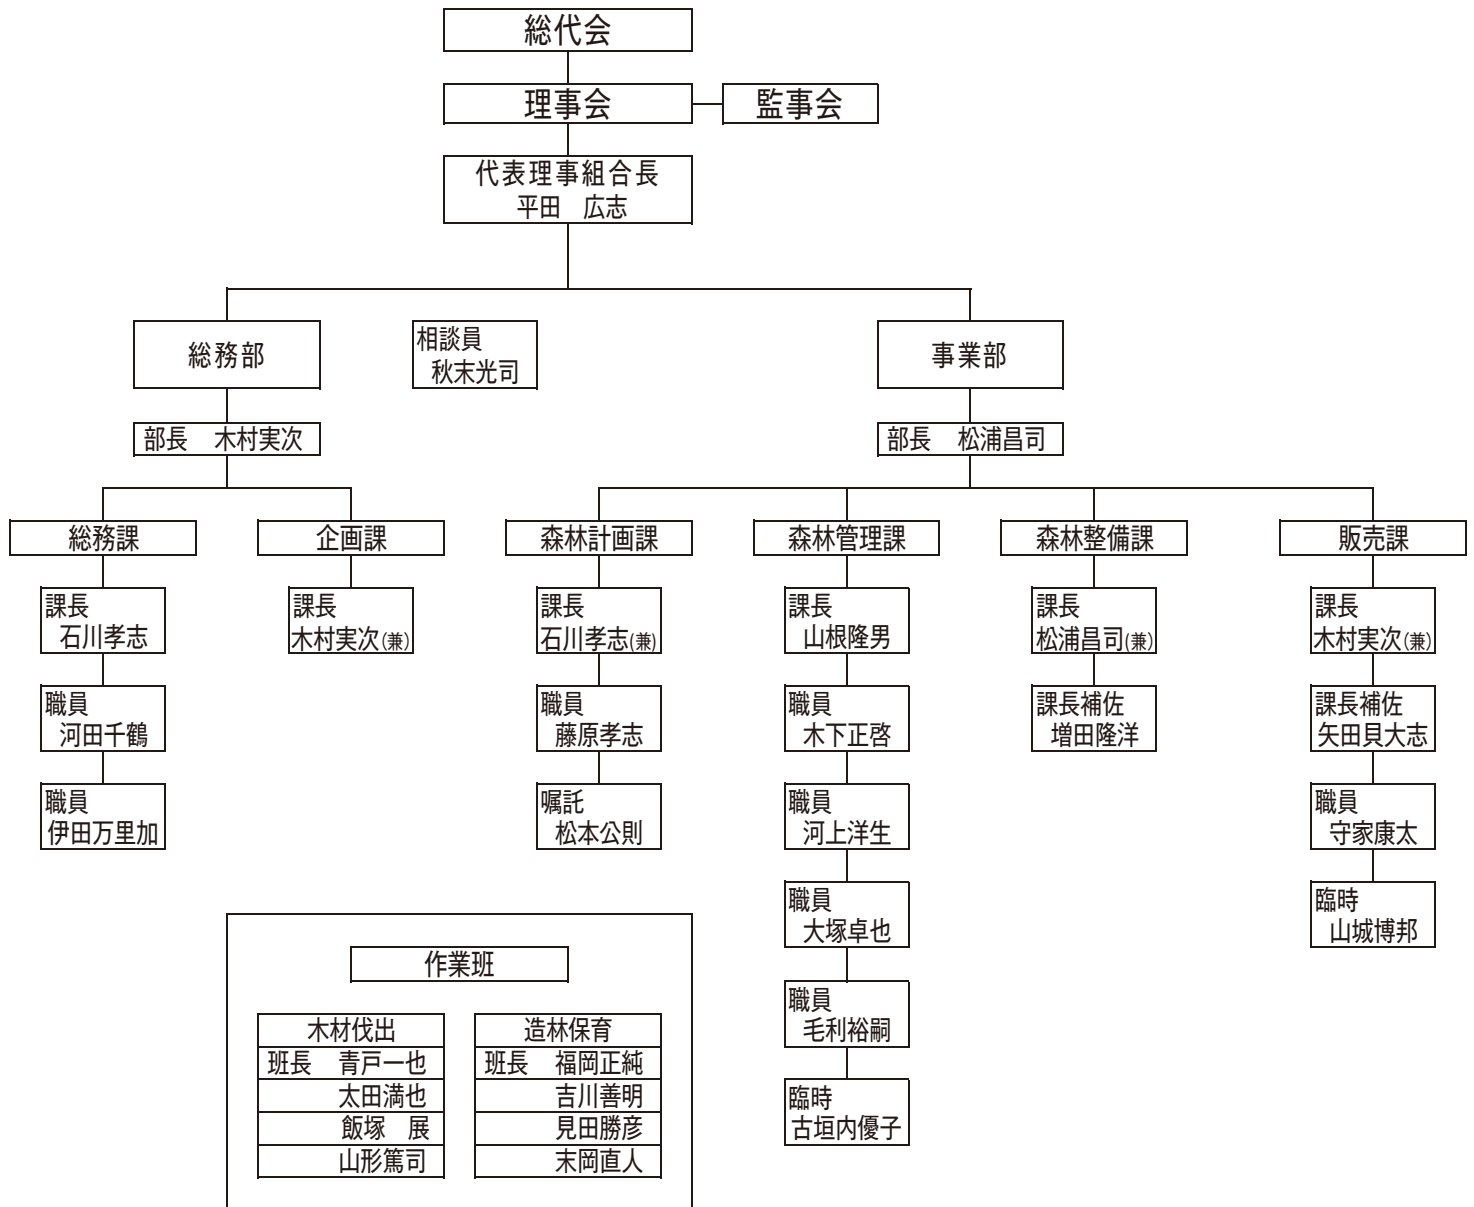 総代会
理事会
監事会
代表理事組合長
平田　広志
総務部
相談員
秋末光司
事業部
部長　木村実次
部長　松浦昌司
総務課
企画課
森林計画課
森林管理課
森林整備課
販売課
課長
石川孝志
職員
河田千鶴
職員
伊田万里加
課長
木村実次(兼)
課長
石川孝志(兼)
職員
藤原孝志
嘱託
松本公則
課長
山根隆男
職員
木下正啓
職員
河上洋生
職員
大塚卓也
職員
毛利裕嗣
臨時
古垣内優子
課長
松浦昌司(兼)
課長補佐
増田隆洋
課長
木村実次(兼)
課長補佐
矢田貝大志
職員
守家康太
臨時
山城博邦
作業班
木材伐出
班長　青戸一也
太田満也
飯塚　展
山形篤司
造林保育
班長　福岡正純
吉川善明
見田勝彦
末岡直人